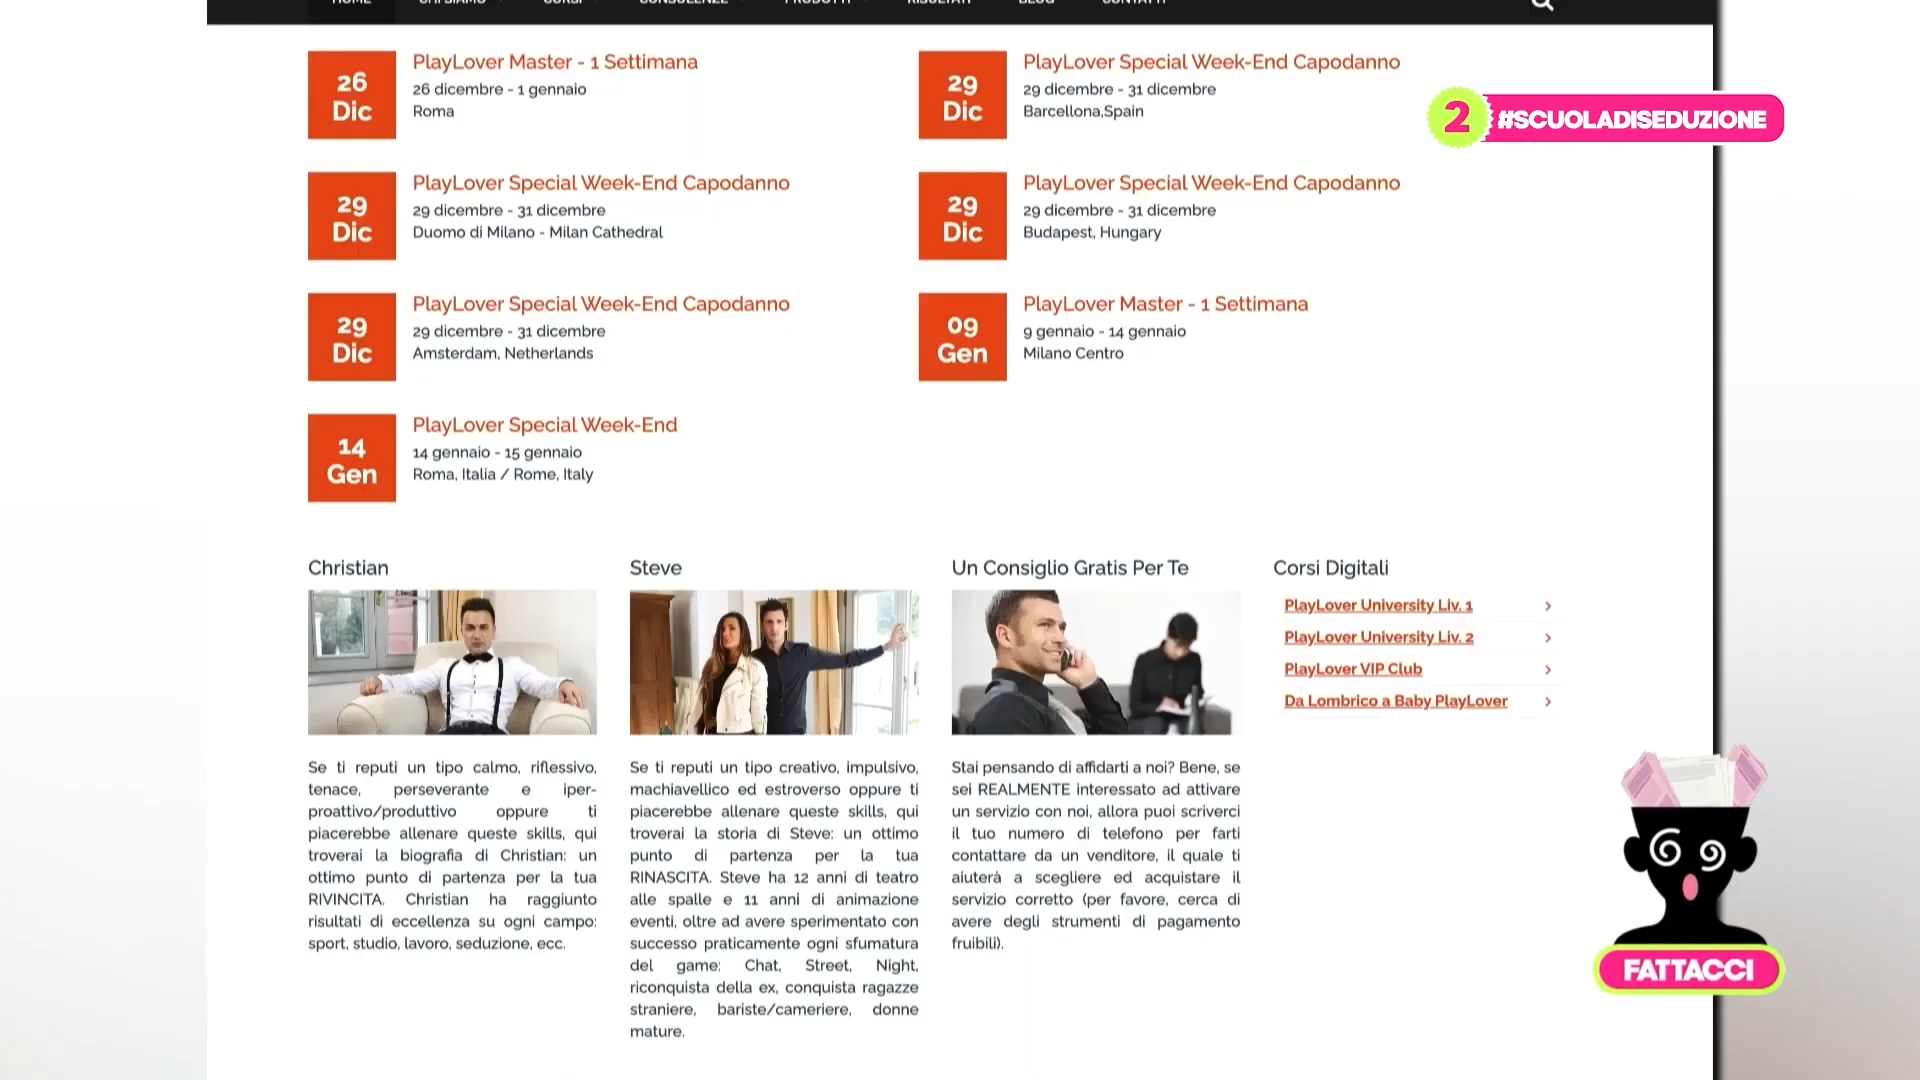 HOME CHI SIAMO CORSI CONSULENZE PRODOTTI RISULTATI BLOG CONTATTI
26 Dic
PlayLover Master - 1 Settimana
26 dicembre - 1 gennaio
Roma
29 Dic
PlayLover Special Week-End Capodanno
29 dicembre - 31 dicembre
Barcellona,Spain
2 #SCUOLADISEDUZIONE
29 Dic
PlayLover Special Week-End Capodanno
29 dicembre - 31 dicembre
Duomo di Milano - Milan Cathedral
29 Dic
PlayLover Special Week-End Capodanno
29 dicembre - 31 dicembre
Budapest, Hungary
29 Dic
PlayLover Special Week-End Capodanno
29 dicembre - 31 dicembre
Amsterdam, Netherlands
09 Gen
PlayLover Master - 1 Settimana
9 gennaio - 14 gennaio
Milano Centro
14 Gen
PlayLover Special Week-End
14 gennaio - 15 gennaio
Roma, Italia / Rome, Italy
Christian
Se ti reputi un tipo calmo, riflessivo,
tenace, perseverante e iper-
proattivo/produttivo oppure ti
piacerebbe allenare queste skills, qui
troverai la biografia di Christian: un
ottimo punto di partenza per la tua
RIVINCITA. Christian ha raggiunto
risultati di eccellenza su ogni campo:
sport, studio, lavoro, seduzione, ecc.
Steve
Se ti reputi un tipo creativo, impulsivo,
machiavellico ed estroverso oppure ti
piacerebbe allenare queste skills, qui
troverai la storia di Steve: un ottimo
punto di partenza per la tua
RINASCITA. Steve ha 12 anni di teatro
alle spalle e 11 anni di animazione
eventi, oltre ad avere sperimentato con
successo praticamente ogni sfumatura
del game: Chat, Street, Night,
riconquista della ex, conquista ragazze
straniere, bariste/cameriere, donne
mature.
Un Consiglio Gratis Per Te
Stai pensando di affidarti a noi? Bene, se
sei REALMENTE interessato ad attivare
un servizio con noi, allora puoi scriverci
il tuo numero di telefono per farti
contattare da un venditore, il quale ti
aiuterà a scegliere ed acquistare il
servizio corretto (per favore, cerca di
avere degli strumenti di pagamento
fruibili).
Corsi Digitali
PlayLover University Liv. 1
PlayLover University Liv. 2
PlayLover VIP Club
Da Lombrico a Baby PlayLover
FATTACCI